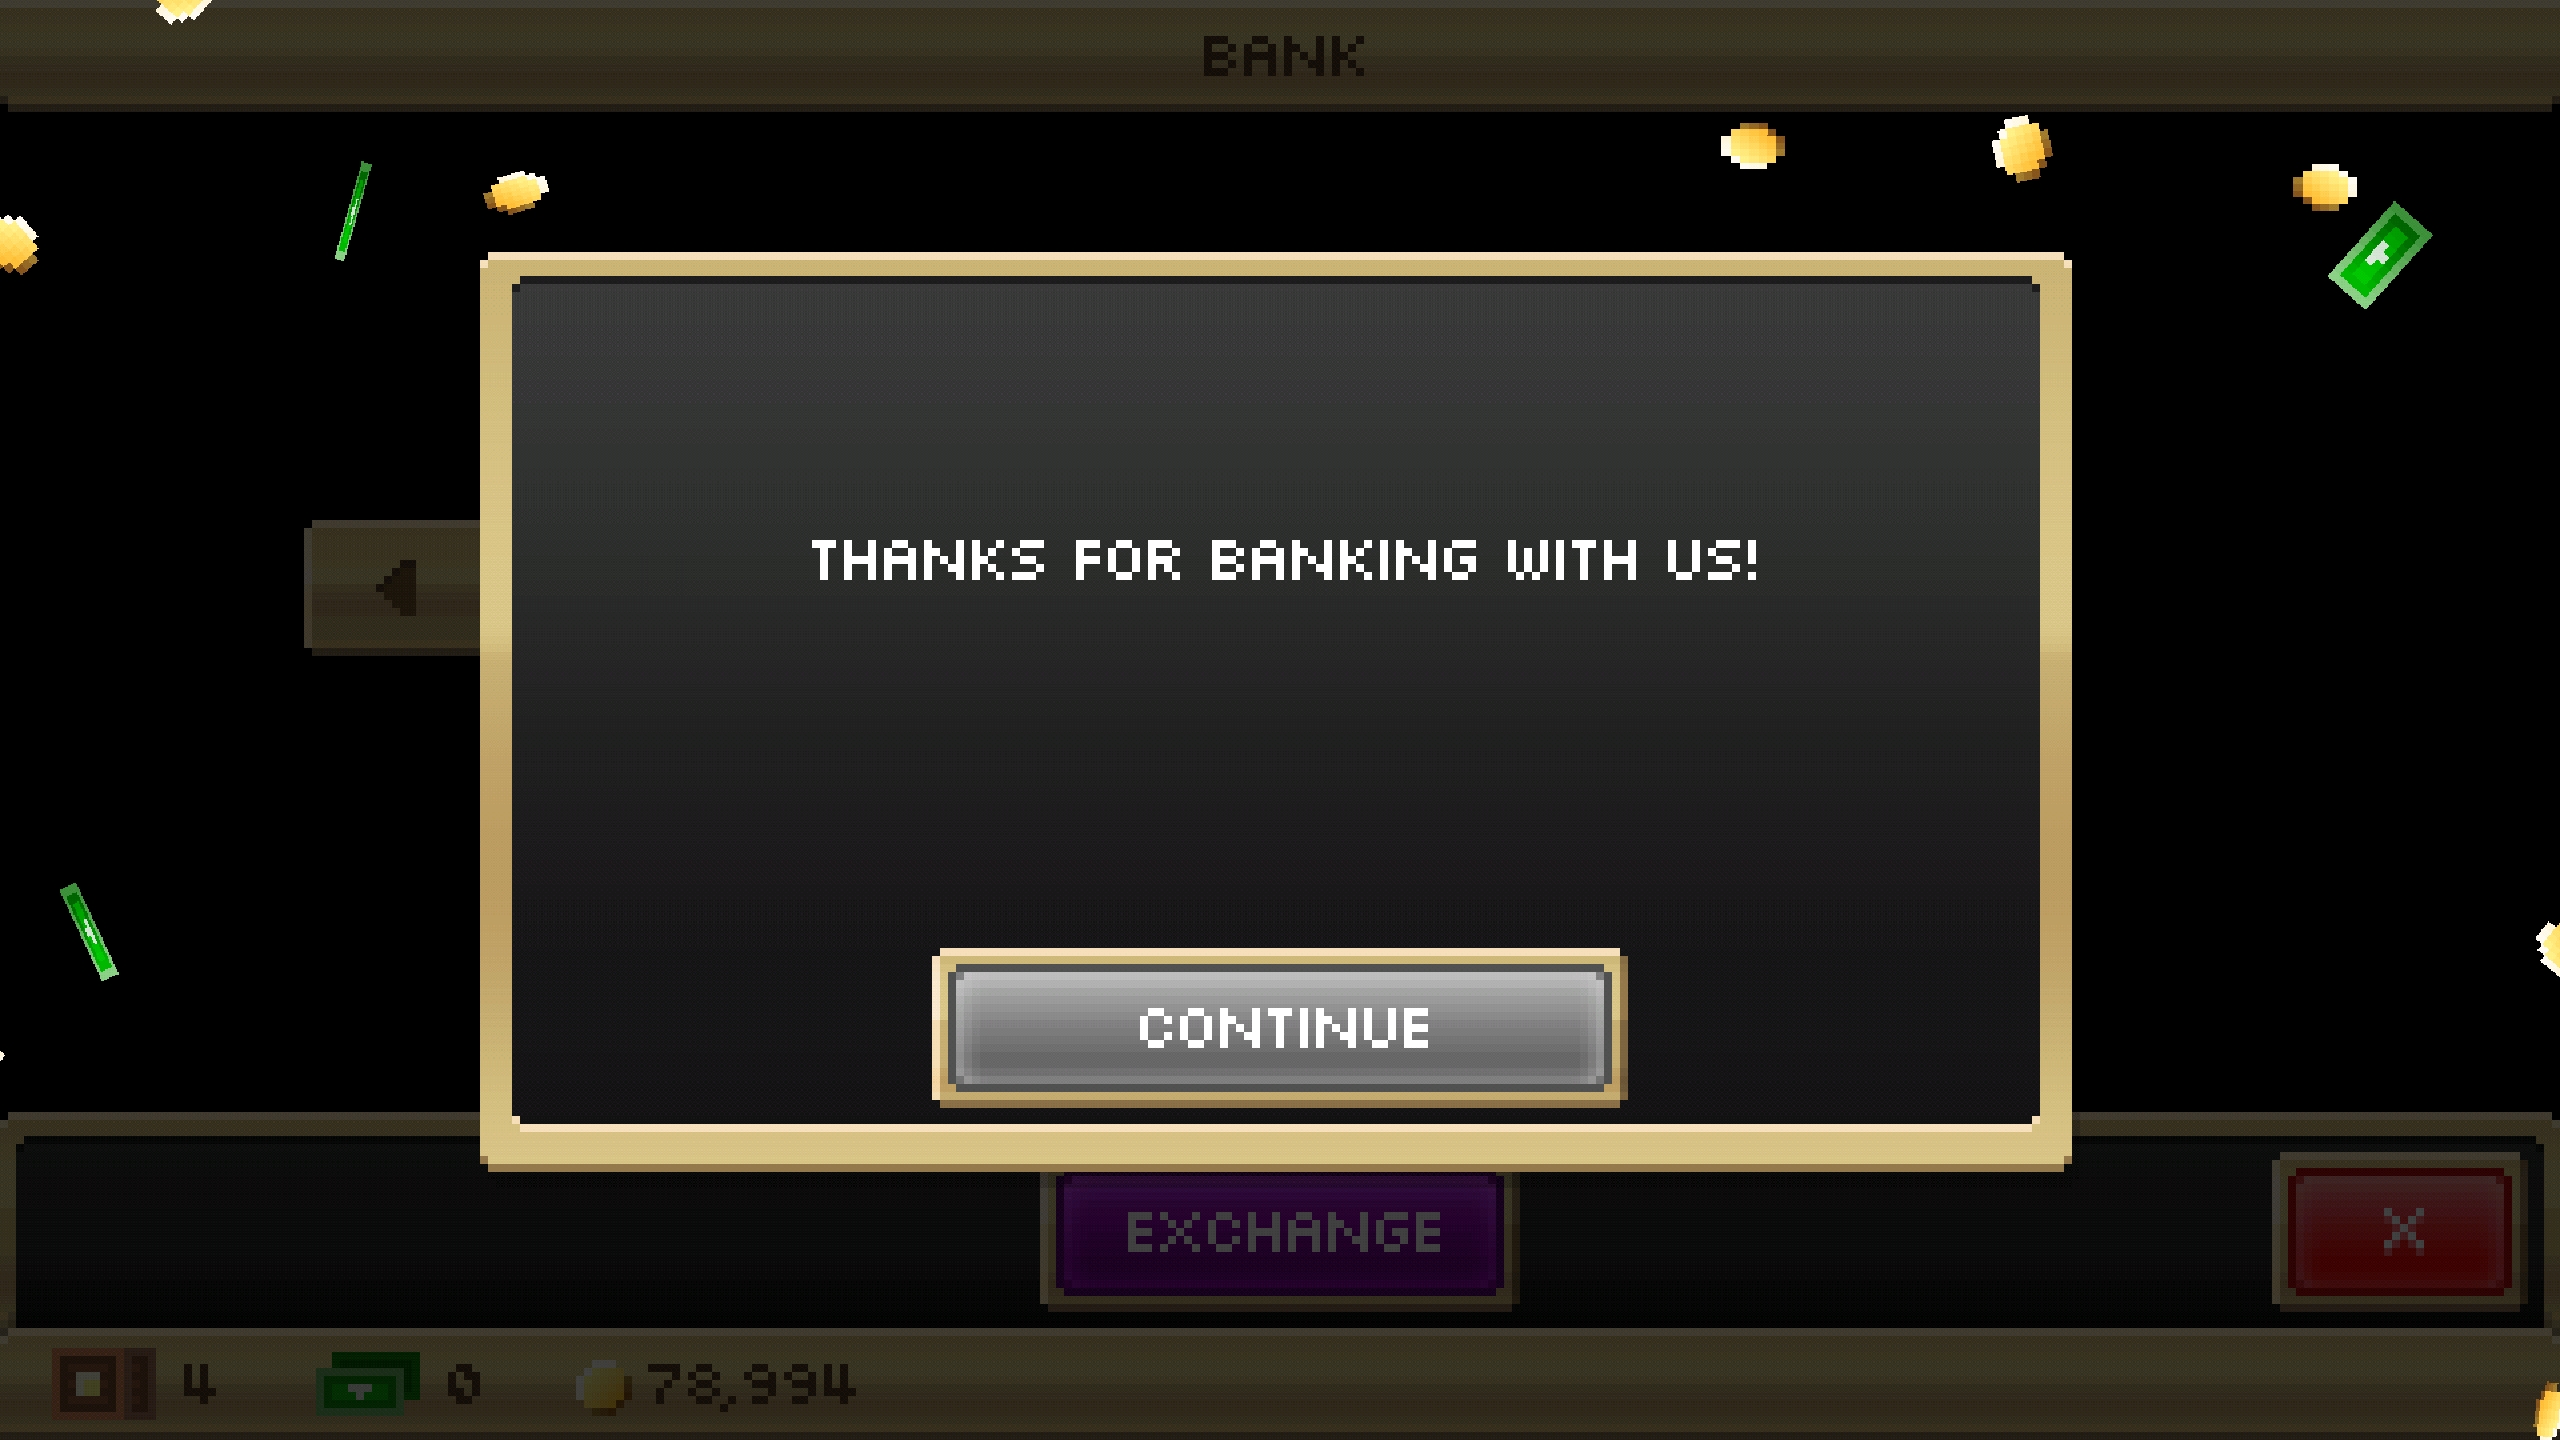 BANK
THANKS FOR BANKING WITH US!
CONTINUE
EXCHANGE
X
4 0 78,994